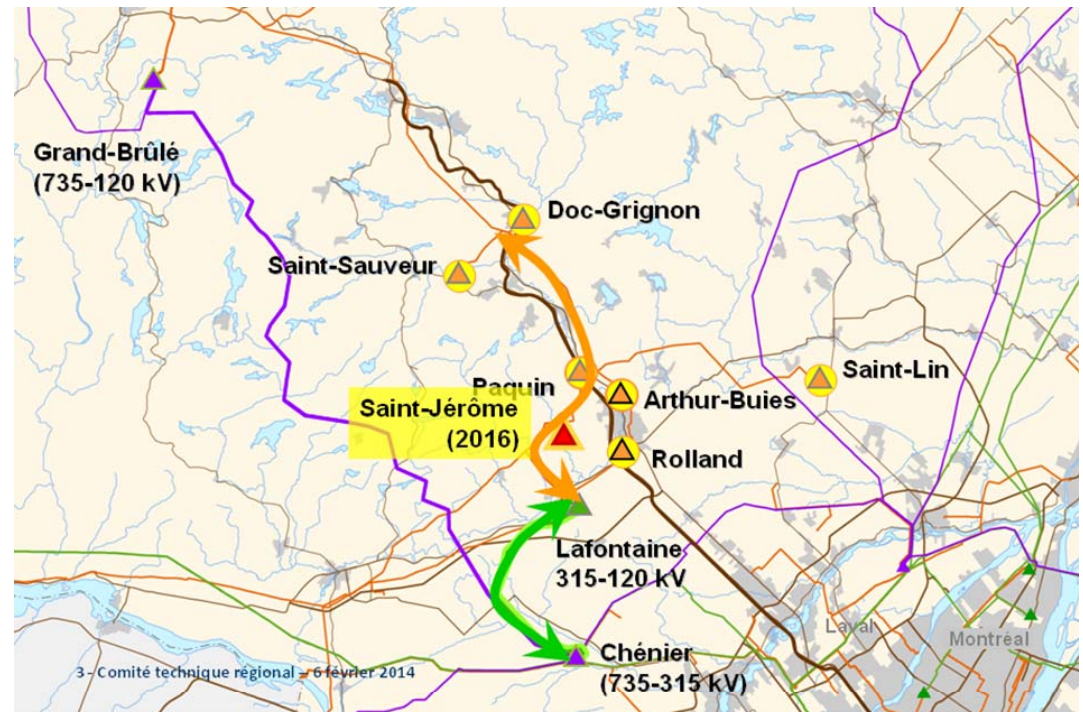 Grand-Brûlé
(735-120 kV)
Doc-Grignon
Saint-Sauveur
Paquin
Saint-Lin
Saint-Jérôme
(2016)
Arthur-Buies
Rolland
Lafontaine
315-120 kV
Laval
Montréal
Chénier
(735-315 kV)
3 - Comité technique régional – 6 février 2014